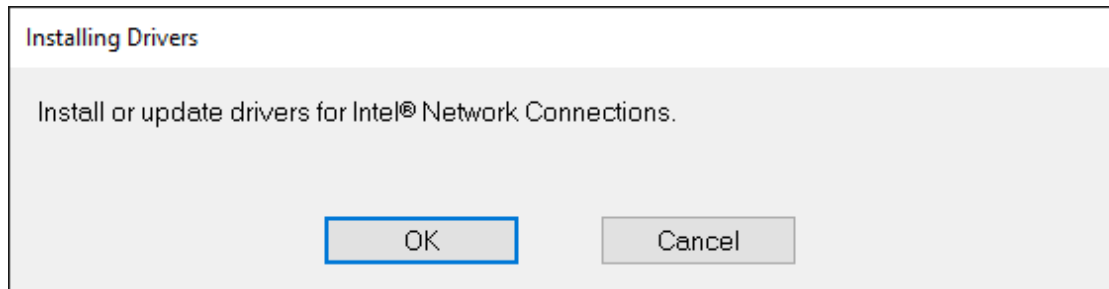 Installing Drivers
Install or update drivers for Intel® Network Connections.
OK
Cancel